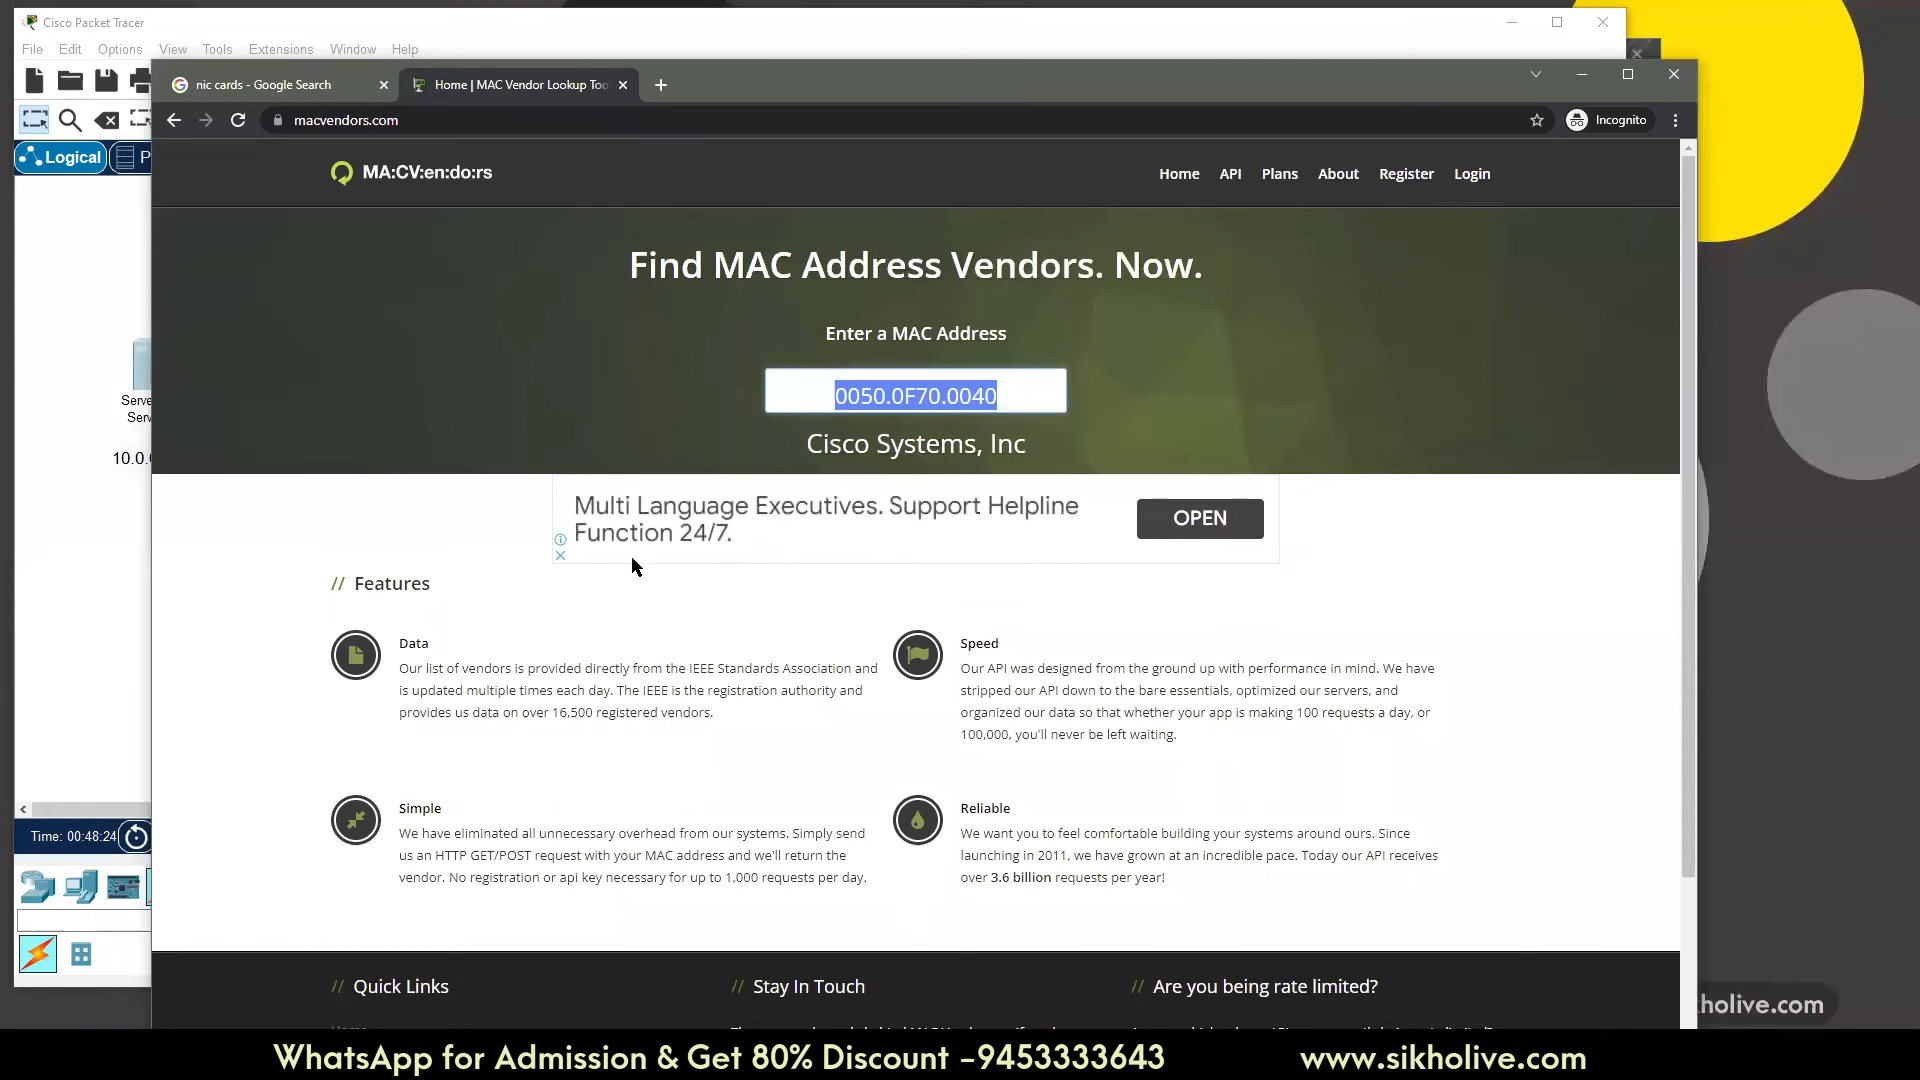 Cisco Packet Tracer
File Edit Options View Tools Extensions Window Help
nic cards - Google Search
Home | MAC Vendor Lookup Too
macvendors.com
Incognito
Logical
P
MA:CV:en:do:rs
Home API Plans About Register Login
Find MAC Address Vendors. Now.
Enter a MAC Address
0050.0F70.0040
Cisco Systems, Inc
Serve
Serv
10.0.
Multi Language Executives. Support Helpline
Function 24/7.
OPEN
// Features
Data
Our list of vendors is provided directly from the IEEE Standards Association and
is updated multiple times each day. The IEEE is the registration authority and
provides us data on over 16,500 registered vendors.
Speed
Our API was designed from the ground up with performance in mind. We have
stripped our API down to the bare essentials, optimized our servers, and
organized our data so that whether your app is making 100 requests a day, or
100,000, you'll never be left waiting.
Simple
We have eliminated all unnecessary overhead from our systems. Simply send
us an HTTP GET/POST request with your MAC address and we'll return the
vendor. No registration or api key necessary for up to 1,000 requests per day.
Reliable
We want you to feel comfortable building your systems around ours. Since
launching in 2011, we have grown at an incredible pace. Today our API receives
over 3.6 billion requests per year!
Time: 00:48:24
// Quick Links
// Stay In Touch
// Are you being rate limited?
holive.com
WhatsApp for Admission & Get 80% Discount -9453333643
www.sikholive.com